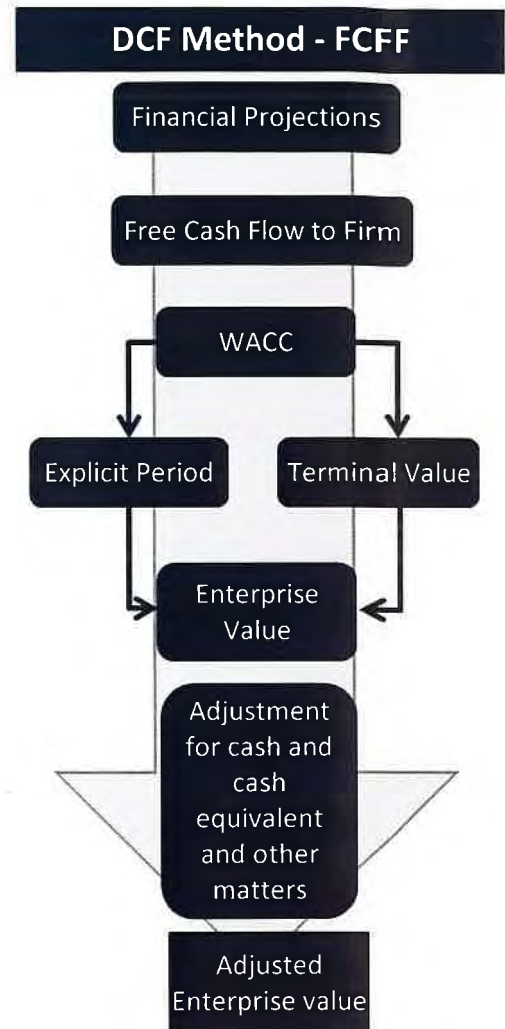 DCF Method - FCFF
Financial Projections
Free Cash Flow to Firm
WACC
Explicit Period
Terminal Value
Enterprise
Value
Adjustment
for cash and
cash
equivalent
and other
matters
Adjusted
Enterprise value